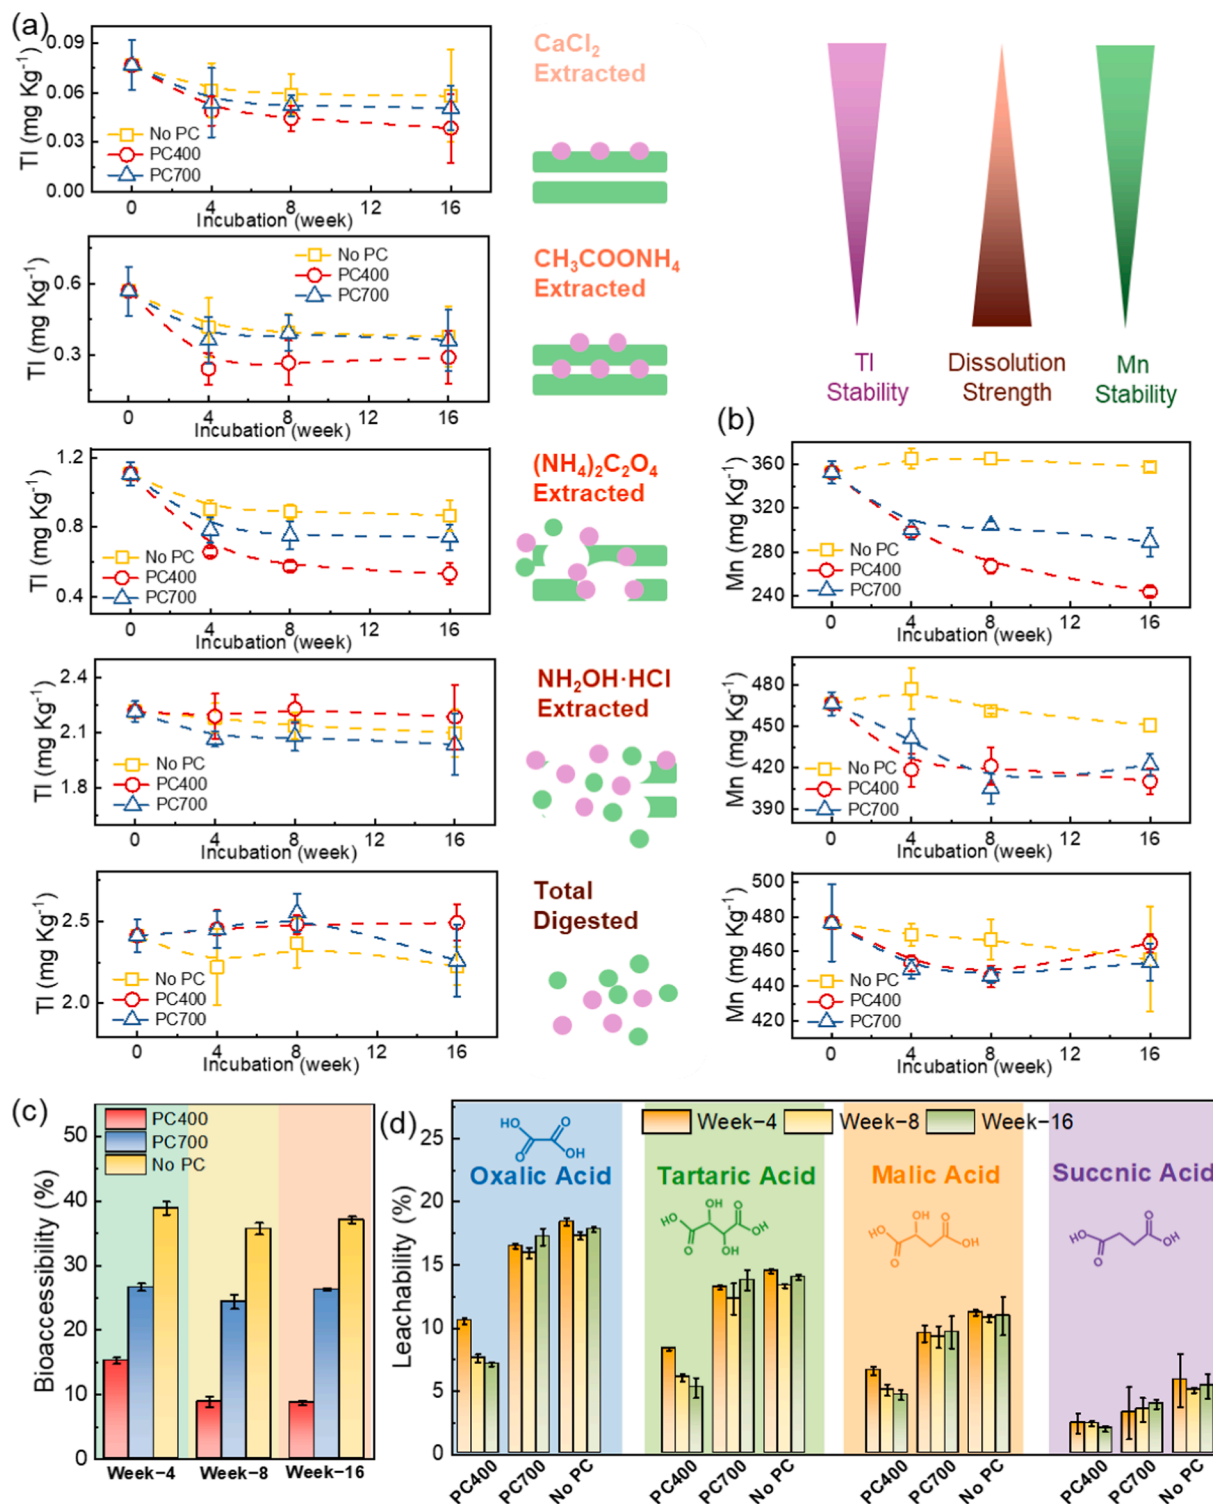 (a)
0.09
0.06
0.03
0.00
Tl (mg Kg⁻¹)
No PC
PC400
PC700
0 4 8 12 16
Incubation (week)
CaCl₂
Extracted
0.6
0.3
Tl (mg Kg⁻¹)
No PC
PC400
PC700
0 4 8 12 16
Incubation (week)
CH₃COONH₄
Extracted
Tl
Stability
Dissolution
Strength
Mn
Stability
1.2
0.8
0.4
Tl (mg Kg⁻¹)
No PC
PC400
PC700
0 4 8 12 16
Incubation (week)
(NH₄)₂C₂O₄
Extracted
2.4
2.1
1.8
Tl (mg Kg⁻¹)
No PC
PC400
PC700
0 4 8 12 16
Incubation (week)
NH₂OH·HCl
Extracted
2.5
2.0
Tl (mg Kg⁻¹)
No PC
PC400
PC700
0 4 8 12 16
Incubation (week)
Total
Digested
(b)
360
320
280
240
Mn (mg Kg⁻¹)
No PC
PC400
PC700
0 4 8 12 16
Incubation (week)
480
450
420
390
Mn (mg Kg⁻¹)
No PC
PC400
PC700
0 4 8 12 16
Incubation (week)
500
480
460
440
420
Mn (mg Kg⁻¹)
No PC
PC400
PC700
0 4 8 12 16
Incubation (week)
(c)
PC400
PC700
No PC
50
40
30
20
10
0
Bioaccessibility (%)
Week-4 Week-8 Week-16
(d)
Week-4 Week-8 Week-16
25
20
15
10
5
0
Leachability (%)
HO O O OH
Oxalic Acid
Tartaric Acid
OH O HO OH O OH
Malic Acid
OH O HO OH O
Succnic Acid
O HO OH O
PC400 PC700 No PC PC400 PC700 No PC PC400 PC700 No PC PC400 PC700 No PC